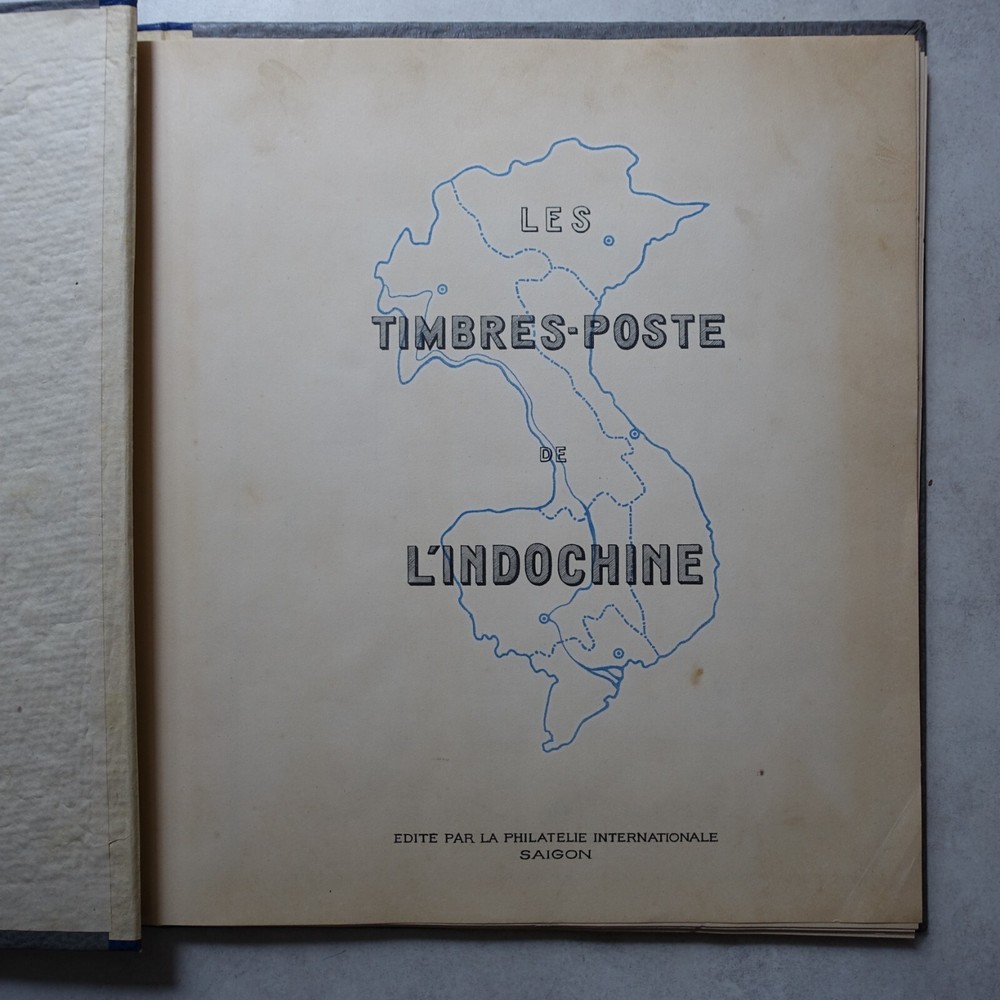 LES
TIMBRES-POSTE
DE
L'INDOCHINE
EDITE PAR LA PHILATELIE INTERNATIONALE
SAIGON